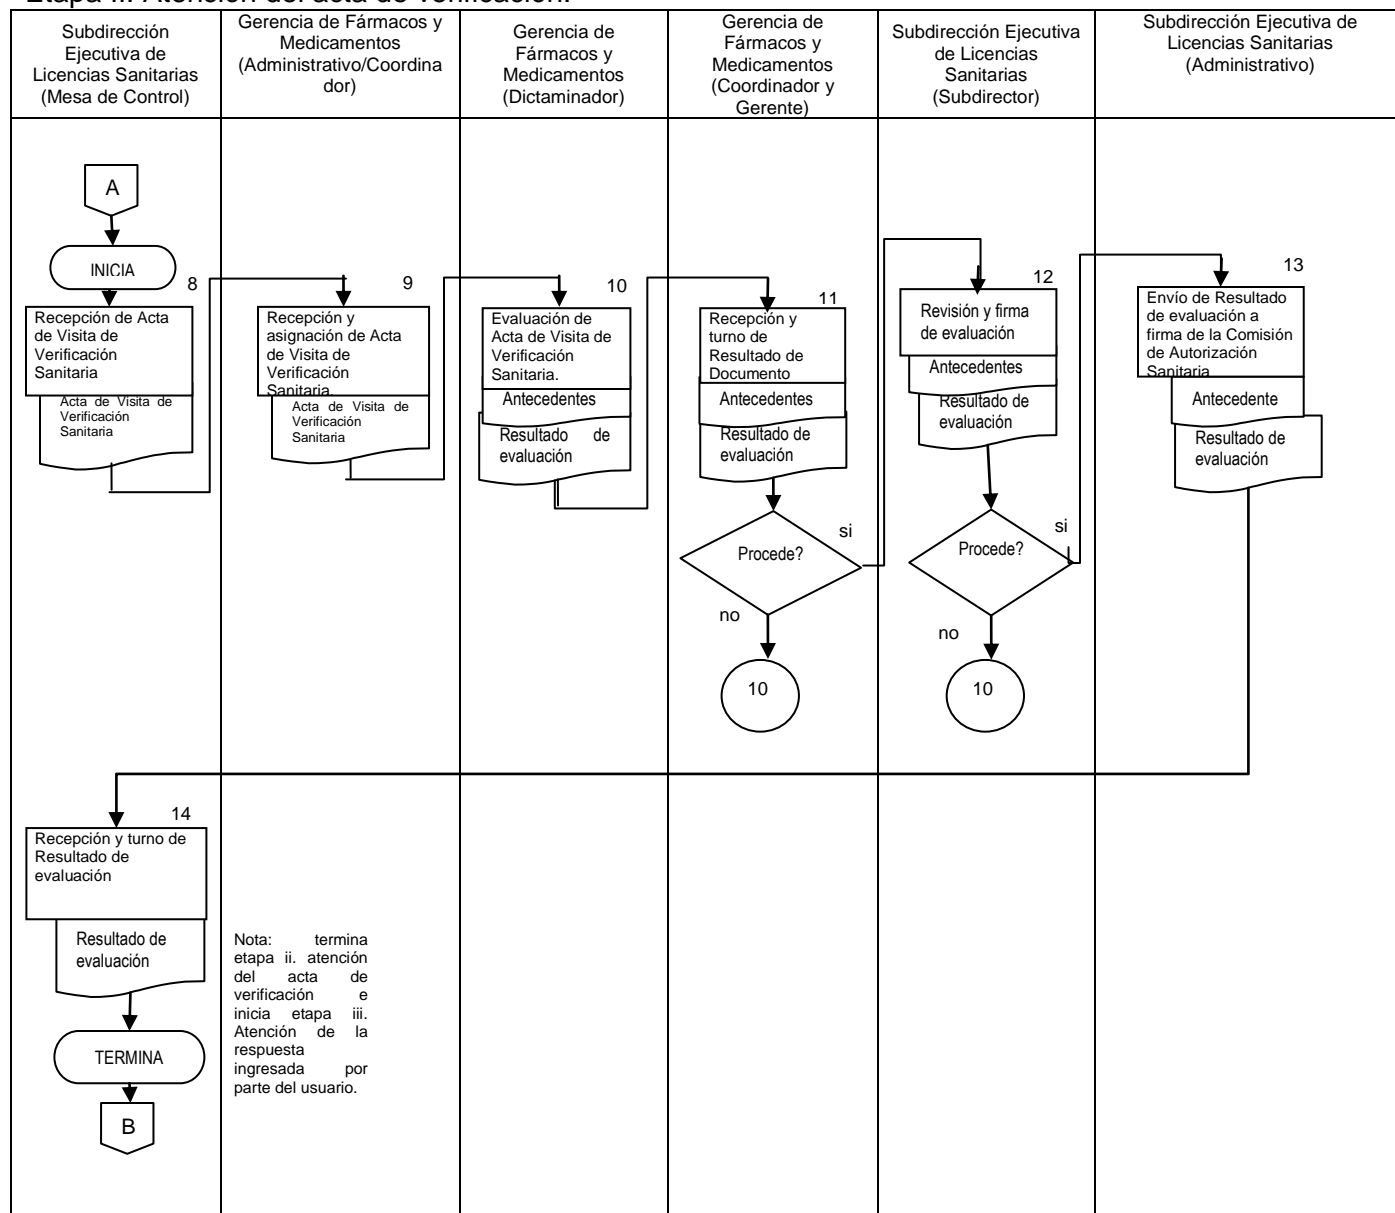 Etapa ii. Atención del acta de verificación.
Subdirección
Ejecutiva de
Licencias Sanitarias
(Mesa de Control)
Gerencia de Fármacos y
Medicamentos
(Administrativo/Coordina
dor)
Gerencia de
Fármacos y
Medicamentos
(Dictaminador)
Gerencia de
Fármacos y
Medicamentos
(Coordinador y
Gerente)
Subdirección Ejecutiva
de Licencias
Sanitarias
(Subdirector)
Subdirección Ejecutiva de
Licencias Sanitarias
(Administrativo)
A
INICIA
8
Recepción de Acta
de Visita de
Verificación
Sanitaria
Acta de Visita de
Verificación
Sanitaria
9
Recepción y
asignación de Acta
de Visita de
Verificación
Sanitaria.
Acta de Visita de
Verificación
Sanitaria
10
Evaluación de
Acta de Visita de
Verificación
Sanitaria.
Antecedentes
Resultado de
evaluación
11
Recepción y
turno de
Resultado de
Documento
Antecedentes
Resultado de
evaluación
Procede?
si
no
10
12
Revisión y firma
de evaluación
Antecedentes
Resultado de
evaluación
Procede?
si
no
10
13
Envío de Resultado
de evaluación a
firma de la Comisión
de Autorización
Sanitaria
Antecedente
Resultado de
evaluación
14
Recepción y turno de
Resultado de
evaluación
Resultado de
evaluación
TERMINA
B
Nota: termina
etapa ii. atención
del acta de
verificación e
inicia etapa iii.
Atención de la
respuesta
ingresada por
parte del usuario.